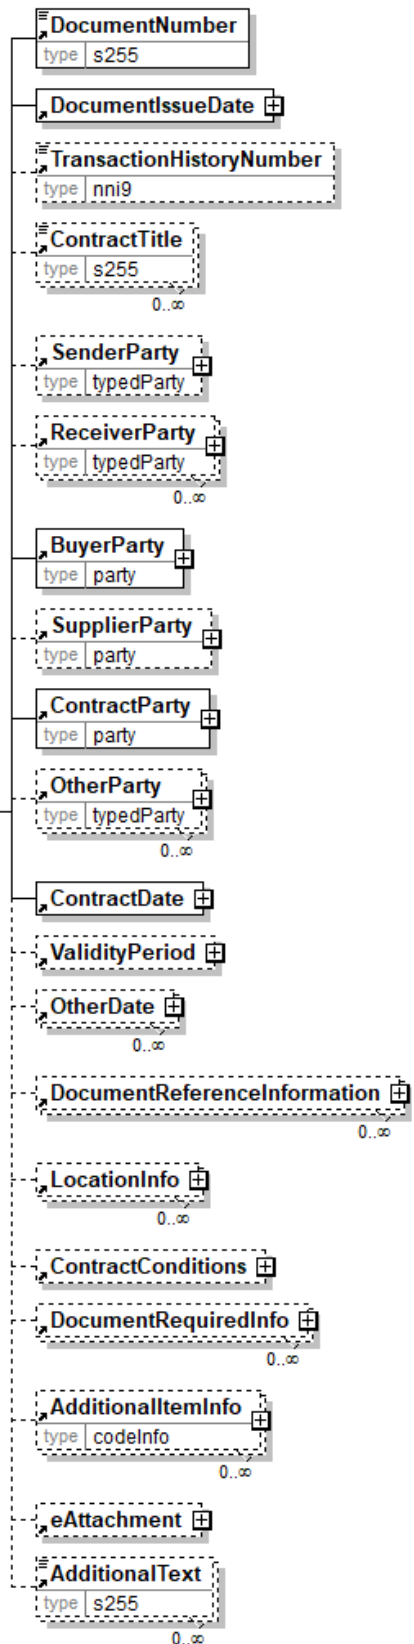 DocumentNumber
type s255
DocumentIssueDate
TransactionHistoryNumber
type nni9
ContractTitle
type s255
0..∞
SenderParty
type typedParty
ReceiverParty
type typedParty
0..∞
BuyerParty
type party
SupplierParty
type party
ContractParty
type party
OtherParty
type typedParty
0..∞
ContractDate
ValidityPeriod
OtherDate
0..∞
DocumentReferenceInformation
0..∞
LocationInfo
0..∞
ContractConditions
DocumentRequiredInfo
0..∞
AdditionalItemInfo
type codeInfo
0..∞
eAttachment
AdditionalText
type s255
0..∞